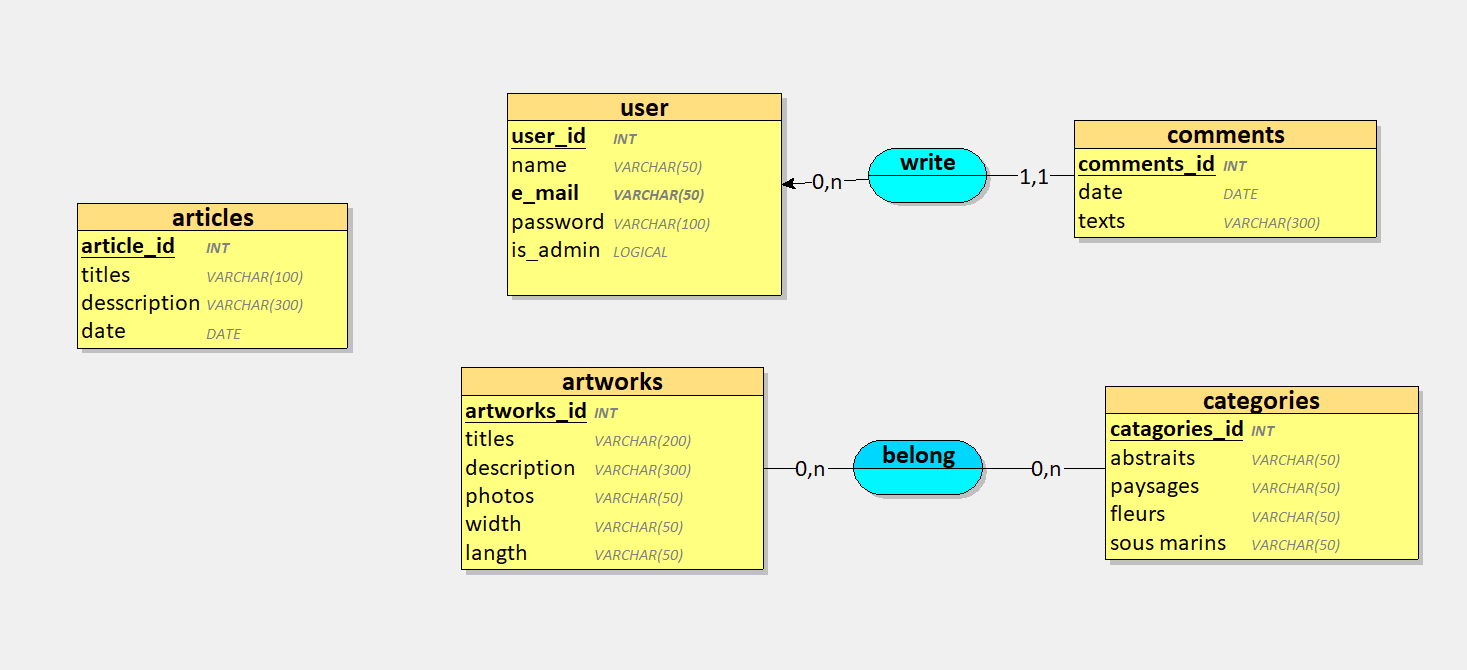 user
user_id INT
name VARCHAR(50)
e_mail VARCHAR(50)
password VARCHAR(100)
is_admin LOGICAL
0,n
write
1,1
comments
comments_id INT
date DATE
texts VARCHAR(300)
articles
article_id INT
titles VARCHAR(100)
desscription VARCHAR(300)
date DATE
artworks
artworks_id INT
titles VARCHAR(200)
description VARCHAR(300)
photos VARCHAR(50)
width VARCHAR(50)
langth VARCHAR(50)
0,n
belong
0,n
categories
catagories_id INT
abstraits VARCHAR(50)
paysages VARCHAR(50)
fleurs VARCHAR(50)
sous marins VARCHAR(50)